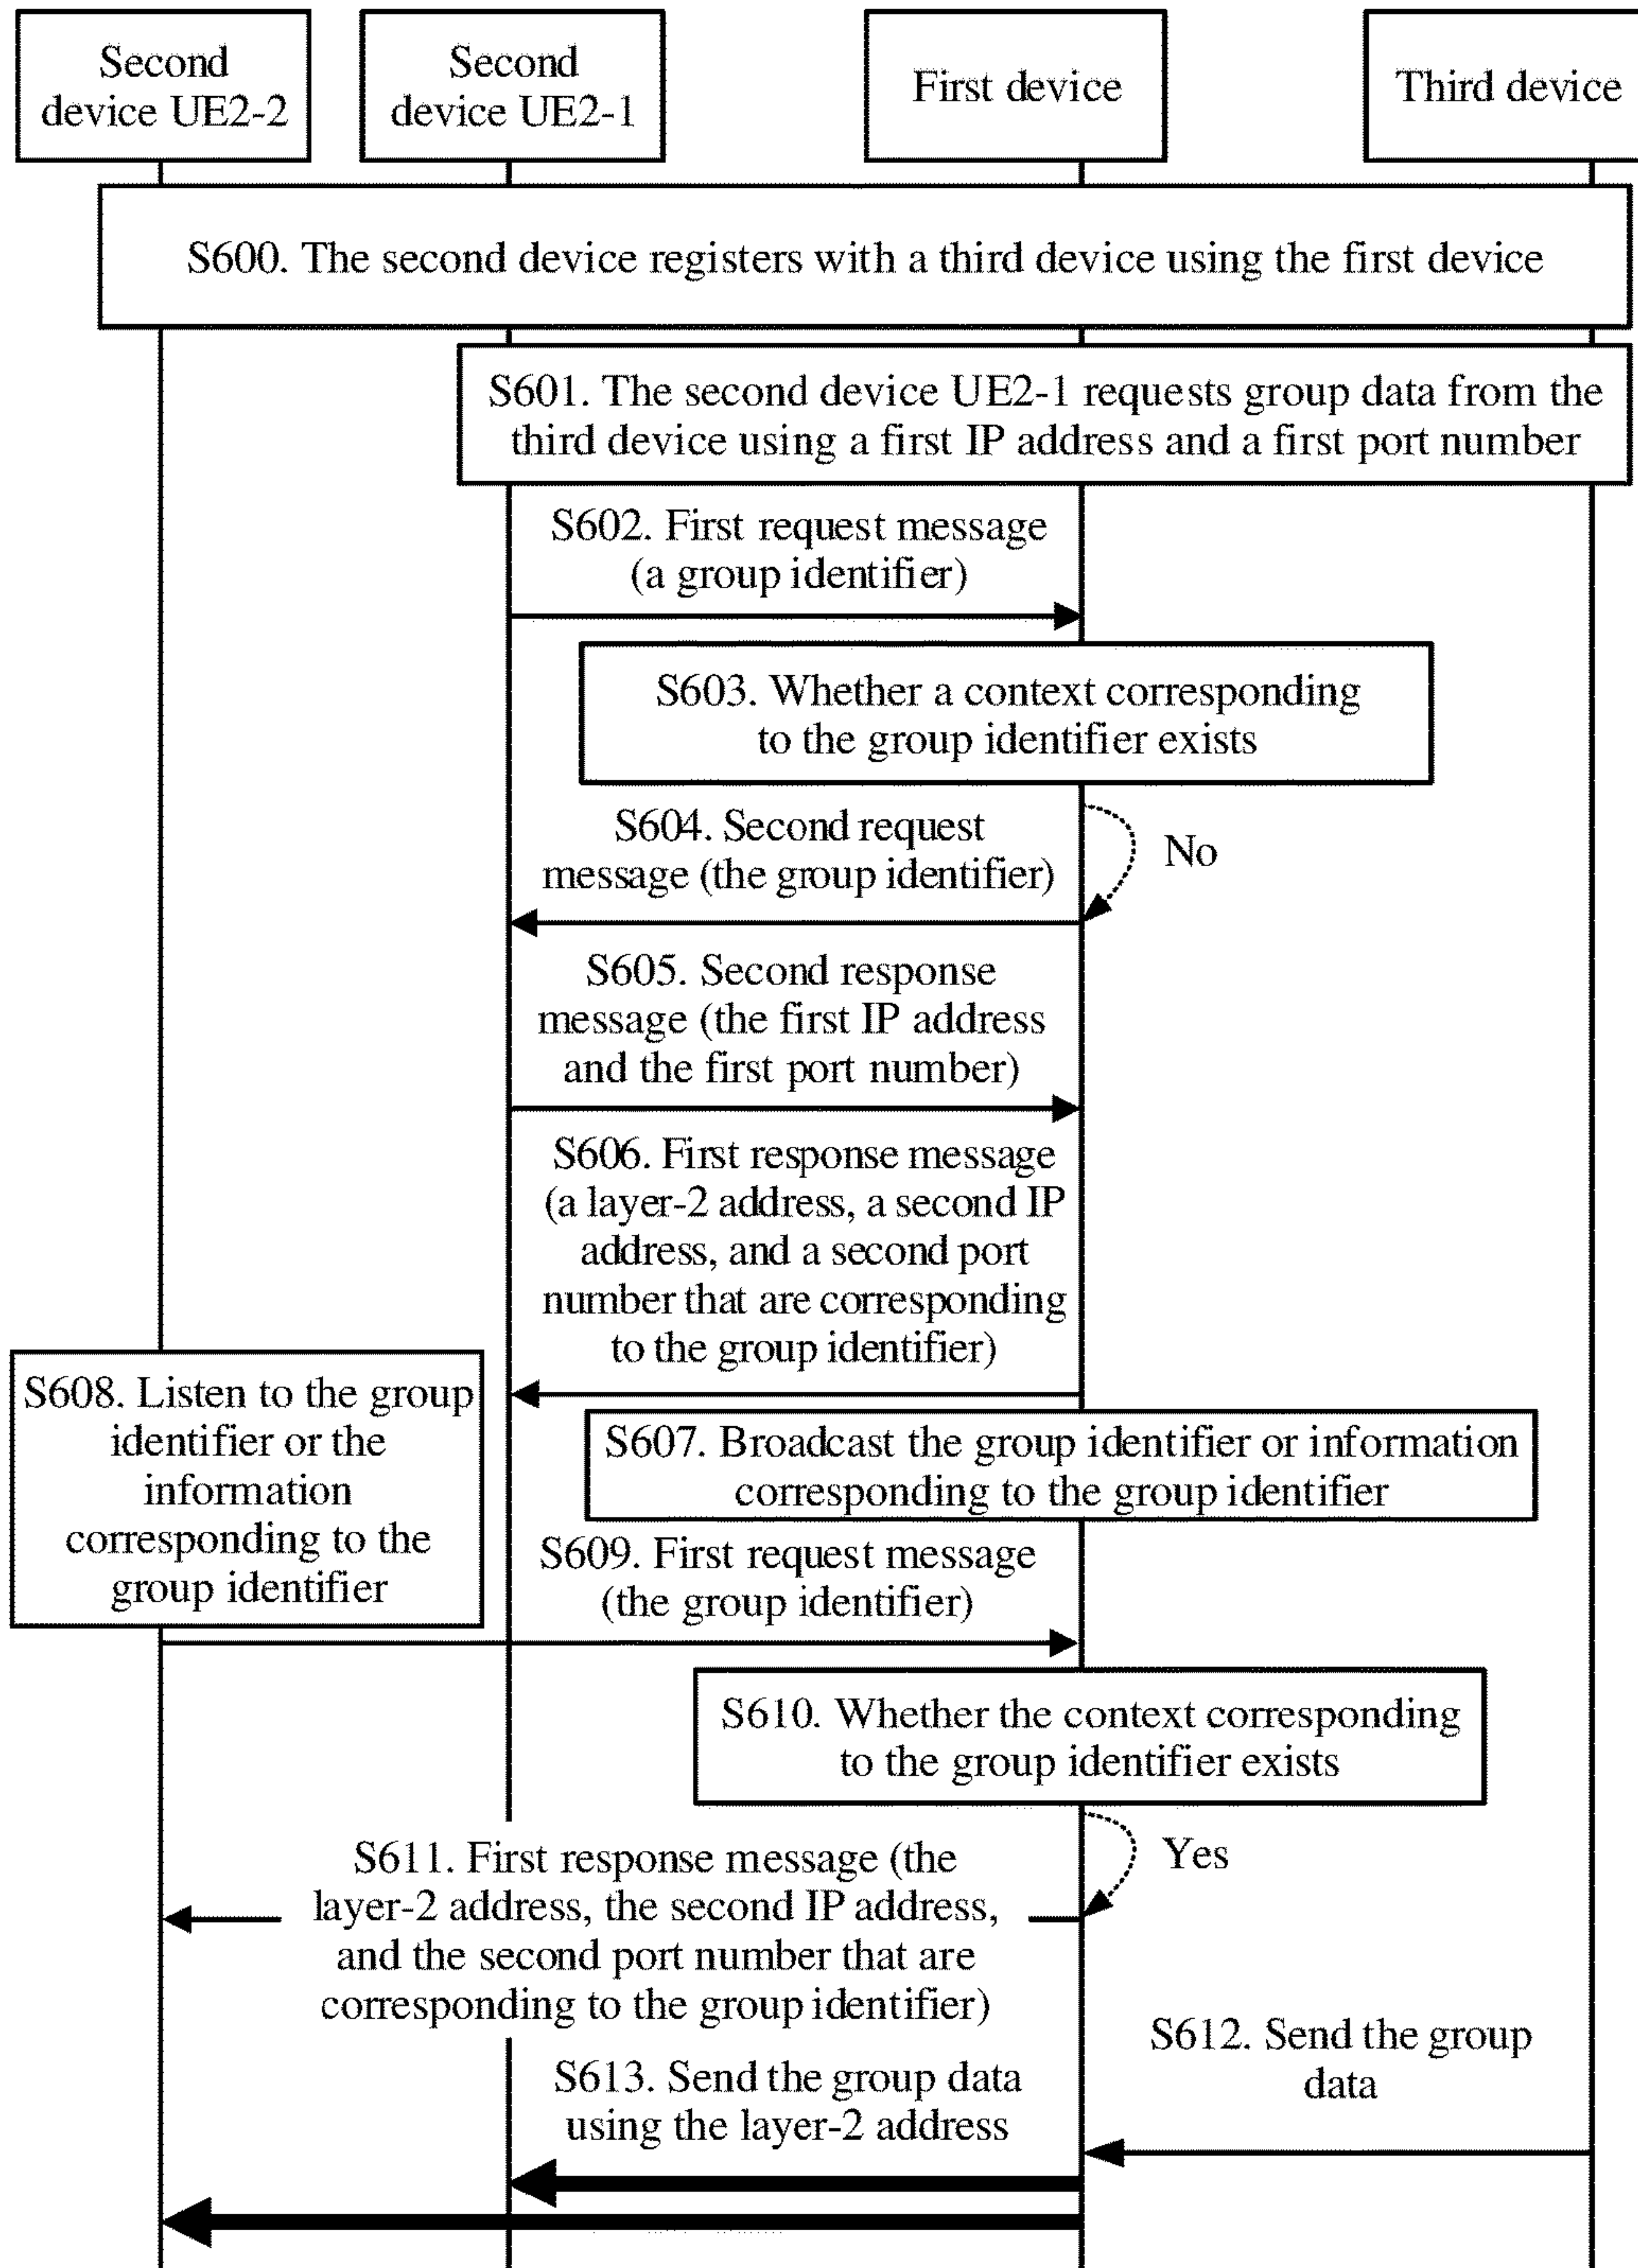 Second
device UE2-2
Second
device UE2-1
First device
Third device
S600. The second device registers with a third device using the first device
S601. The second device UE2-1 requests group data from the
third device using a first IP address and a first port number
S602. First request message
(a group identifier)
S603. Whether a context corresponding
to the group identifier exists
S604. Second request
message (the group identifier)
No
S605. Second response
message (the first IP address
and the first port number)
S606. First response message
(a layer-2 address, a second IP
address, and a second port
number that are corresponding
to the group identifier)
S608. Listen to the group
identifier or the
information
corresponding to the
group identifier
S607. Broadcast the group identifier or information
corresponding to the group identifier
S609. First request message
(the group identifier)
S610. Whether the context corresponding
to the group identifier exists
Yes
S611. First response message (the
layer-2 address, the second IP address,
and the second port number that are
corresponding to the group identifier)
S612. Send the group
data
S613. Send the group data
using the layer-2 address